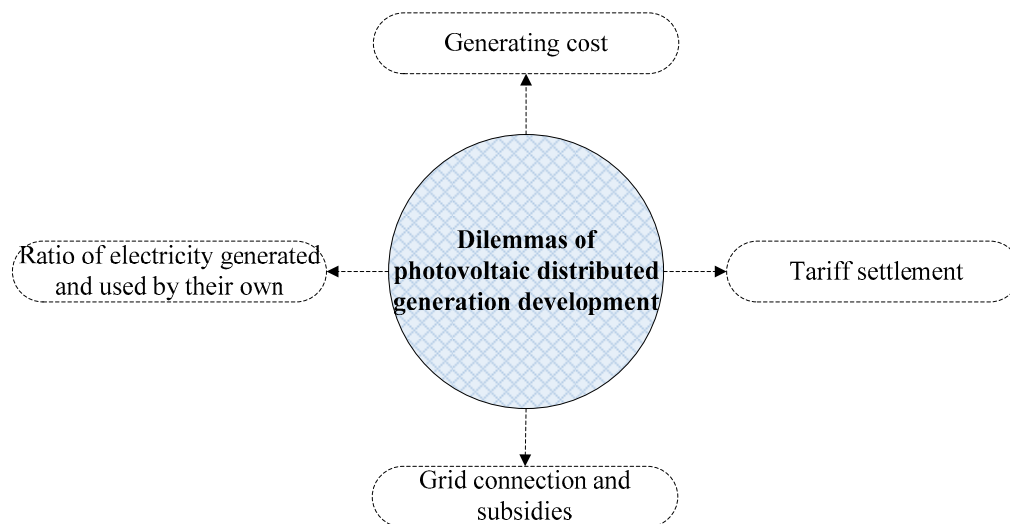 Generating cost
Dilemmas of
photovoltaic distributed
generation development
Ratio of electricity generated
and used by their own
Tariff settlement
Grid connection and
subsidies